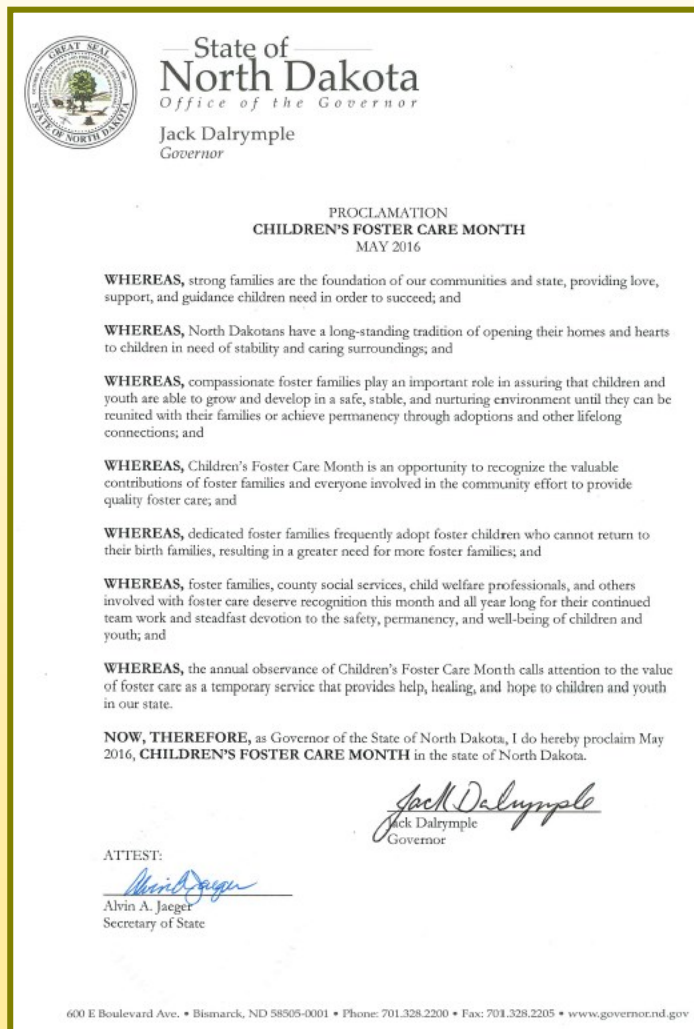 GREAT SEAL
STATE OF NORTH DAKOTA
State of
North Dakota
Office of the Governor
Jack Dalrymple
Governor
PROCLAMATION
CHILDREN'S FOSTER CARE MONTH
MAY 2016
WHEREAS, strong families are the foundation of our communities and state, providing love,
support, and guidance children need in order to succeed; and
WHEREAS, North Dakotans have a long-standing tradition of opening their homes and hearts
to children in need of stability and caring surroundings; and
WHEREAS, compassionate foster families play an important role in assuring that children and
youth are able to grow and develop in a safe, stable, and nurturing environment until they can be
reunited with their families or achieve permanency through adoptions and other lifelong
connections; and
WHEREAS, Children's Foster Care Month is an opportunity to recognize the valuable
contributions of foster families and everyone involved in the community effort to provide
quality foster care; and
WHEREAS, dedicated foster families frequently adopt foster children who cannot return to
their birth families, resulting in a greater need for more foster families; and
WHEREAS, foster families, county social services, child welfare professionals, and others
involved with foster care deserve recognition this month and all year long for their continued
team work and steadfast devotion to the safety, permanency, and well-being of children and
youth; and
WHEREAS, the annual observance of Children's Foster Care Month calls attention to the value
of foster care as a temporary service that provides help, healing, and hope to children and youth
in our state.
NOW, THEREFORE, as Governor of the State of North Dakota, I do hereby proclaim May
2016, CHILDREN'S FOSTER CARE MONTH in the state of North Dakota.
Jack Dalrymple
Jack Dalrymple
Governor
ATTEST:
Alvin A Jaeger
Alvin A. Jaeger
Secretary of State
600 E Boulevard Ave. • Bismarck, ND 58505-0001 • Phone: 701.328.2200 • Fax: 701.328.2205 • www.governor.nd.gov